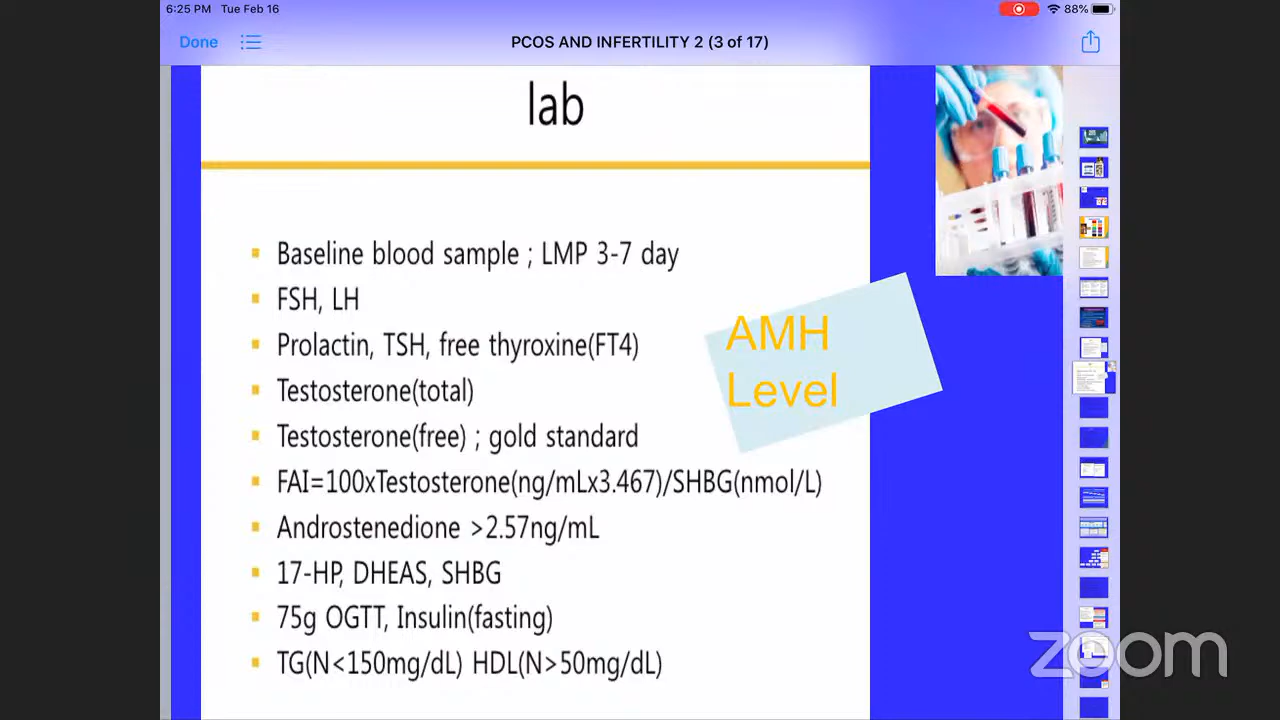 6:25 PM Tue Feb 16
88%
Done
PCOS AND INFERTILITY 2 (3 of 17)
lab
Baseline blood sample ; LMP 3-7 day
FSH, LH
Prolactin, TSH, free thyroxine(FT4)
Testosterone(total)
Testosterone(free) ; gold standard
FAI=100xTestosterone(ng/mLx3.467)/SHBG(nmol/L)
Androstenedione >2.57ng/mL
17-HP, DHEAS, SHBG
75g OGTT, Insulin(fasting)
TG(N<150mg/dL) HDL(N>50mg/dL)
AMH
Level
zoom